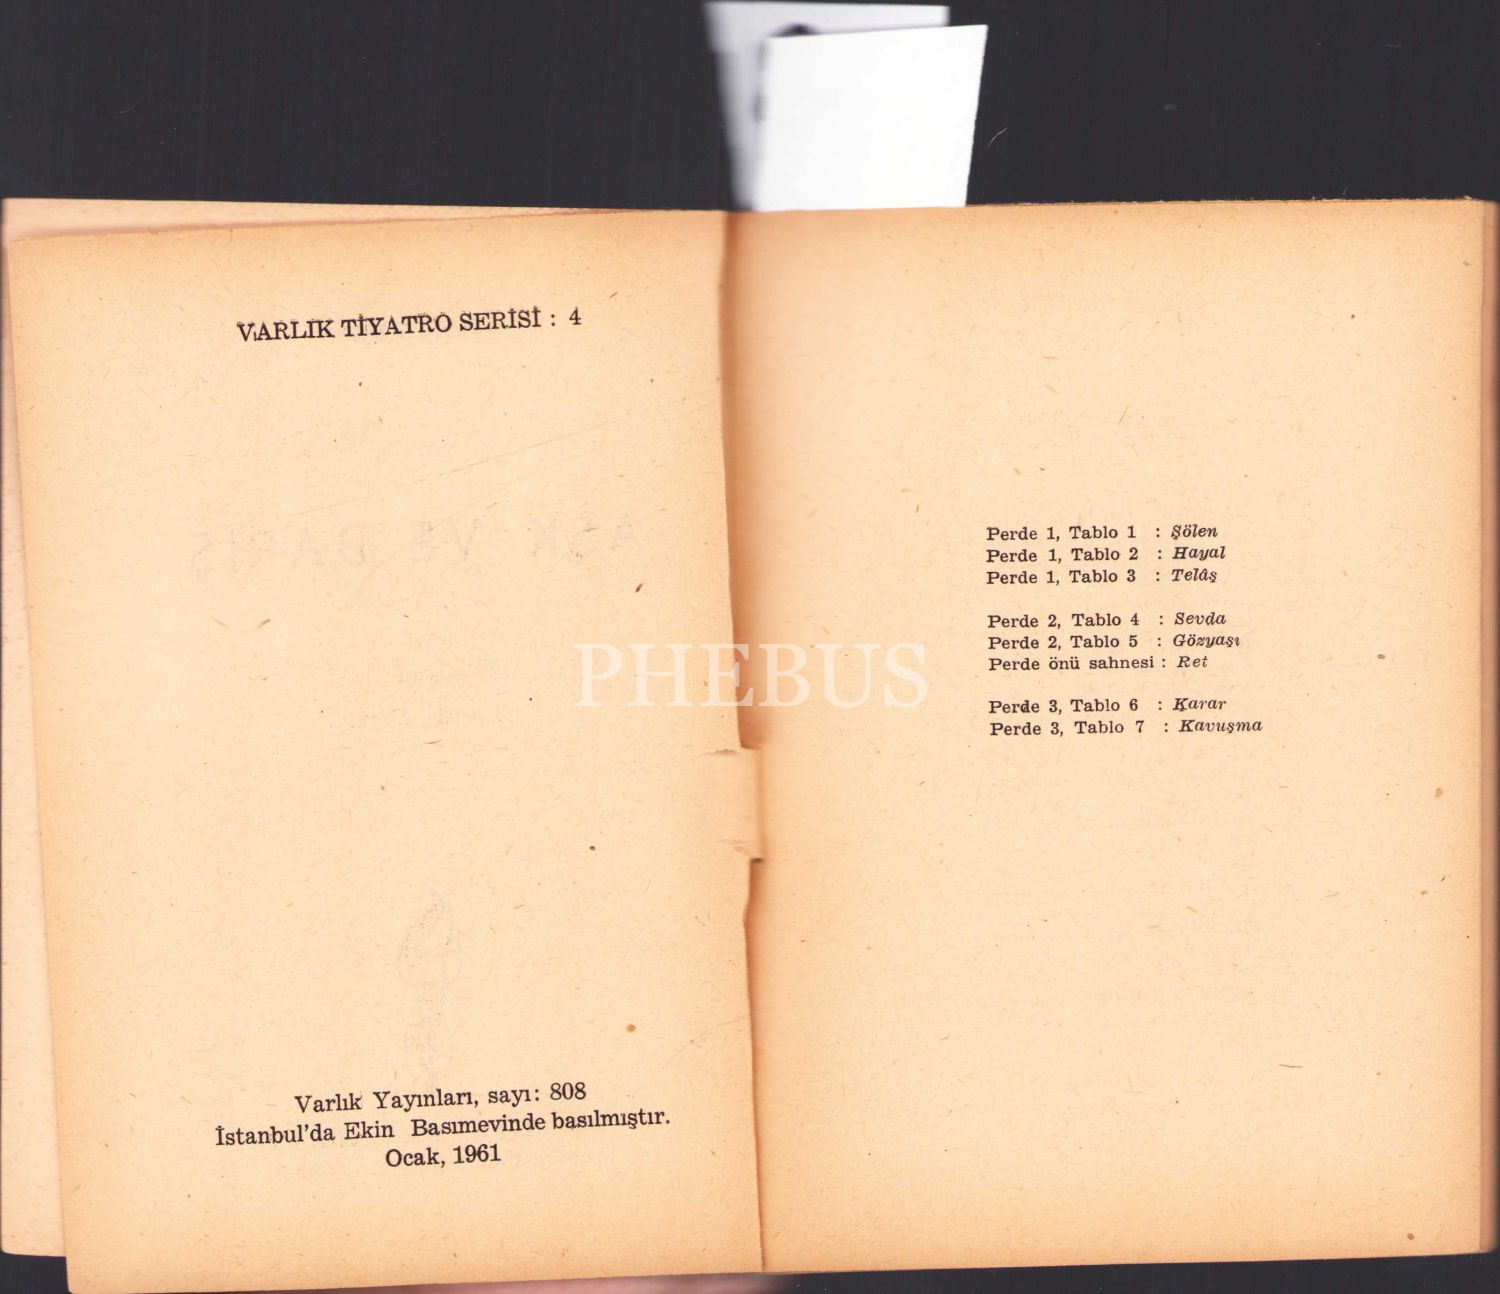 VARLIK TİYATRO SERİSİ : 4
Varlık Yayınları, sayı: 808
İstanbul'da Ekin Basımevinde basılmıştır.
Ocak, 1961
Perde 1, Tablo 1 : Şölen
Perde 1, Tablo 2 : Hayal
Perde 1, Tablo 3 : Telâş
Perde 2, Tablo 4 : Sevda
Perde 2, Tablo 5 : Gözyaşı
Perde önü sahnesi : Ret
Perde 3, Tablo 6 : Karar
Perde 3, Tablo 7 : Kavuşma
PHEBUS